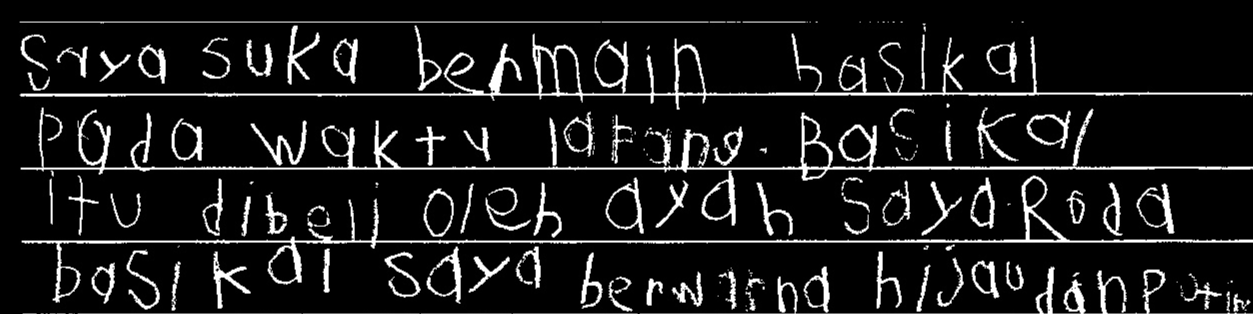 Saya suka bermain basikal
Pada waktu latang. Basikal
itu dibeli oleh ayah saya. Roda
basikal saya berwarna hijau dan Putih